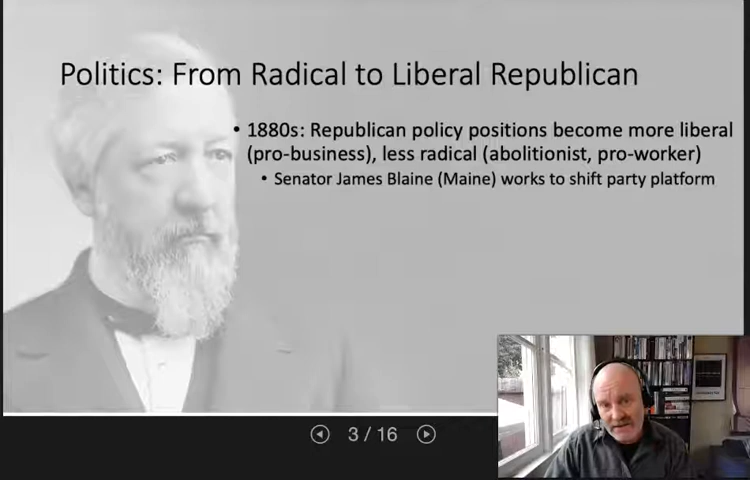 Politics: From Radical to Liberal Republican
• 1880s: Republican policy positions become more liberal
(pro-business), less radical (abolitionist, pro-worker)
• Senator James Blaine (Maine) works to shift party platform
3 / 16